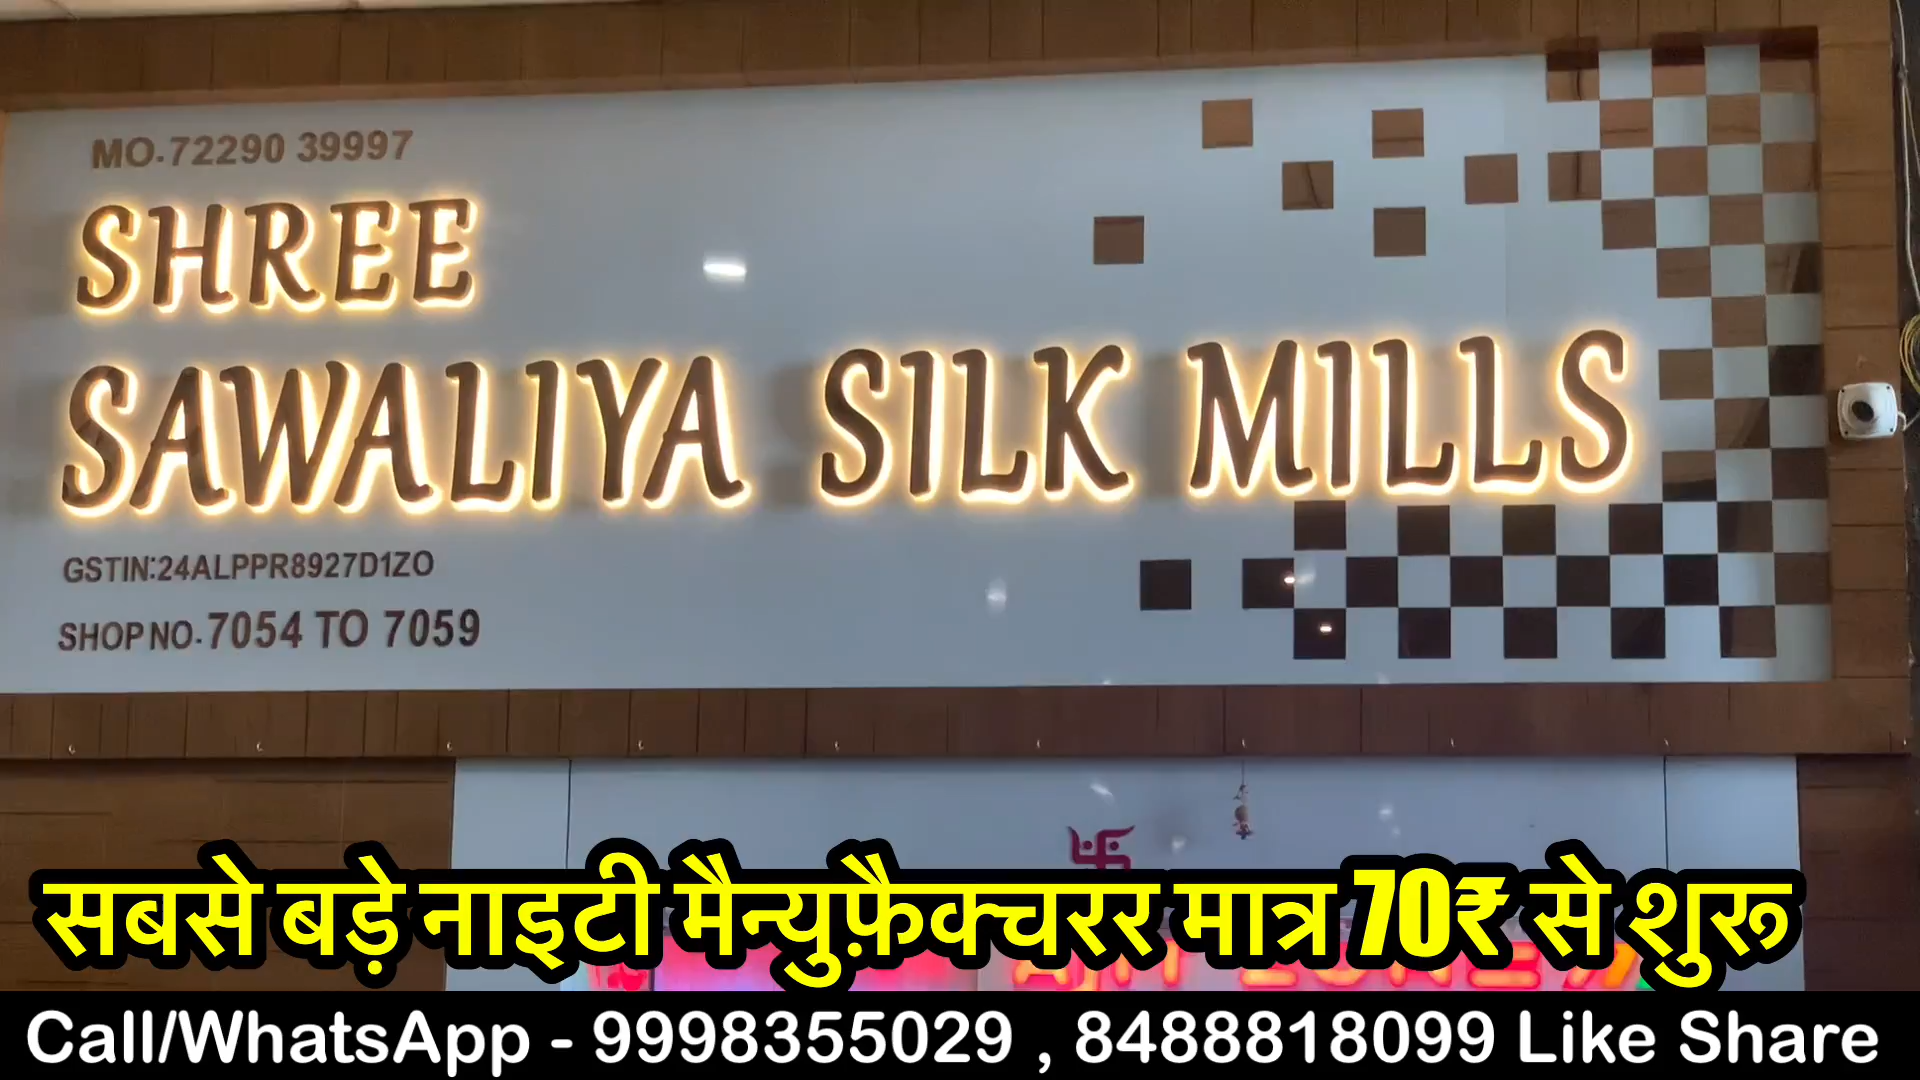 MO.72290 39997
SHREE
SAWALIYA SILK MILLS
GSTIN:24ALPPR8927D1ZO
SHOP NO.7054 TO 7059
सबसे बड़े नाइटी मैन्युफ़ैक्चरर मात्र 70₹ से शुरू
Call/WhatsApp - 9998355029 , 8488818099 Like Share